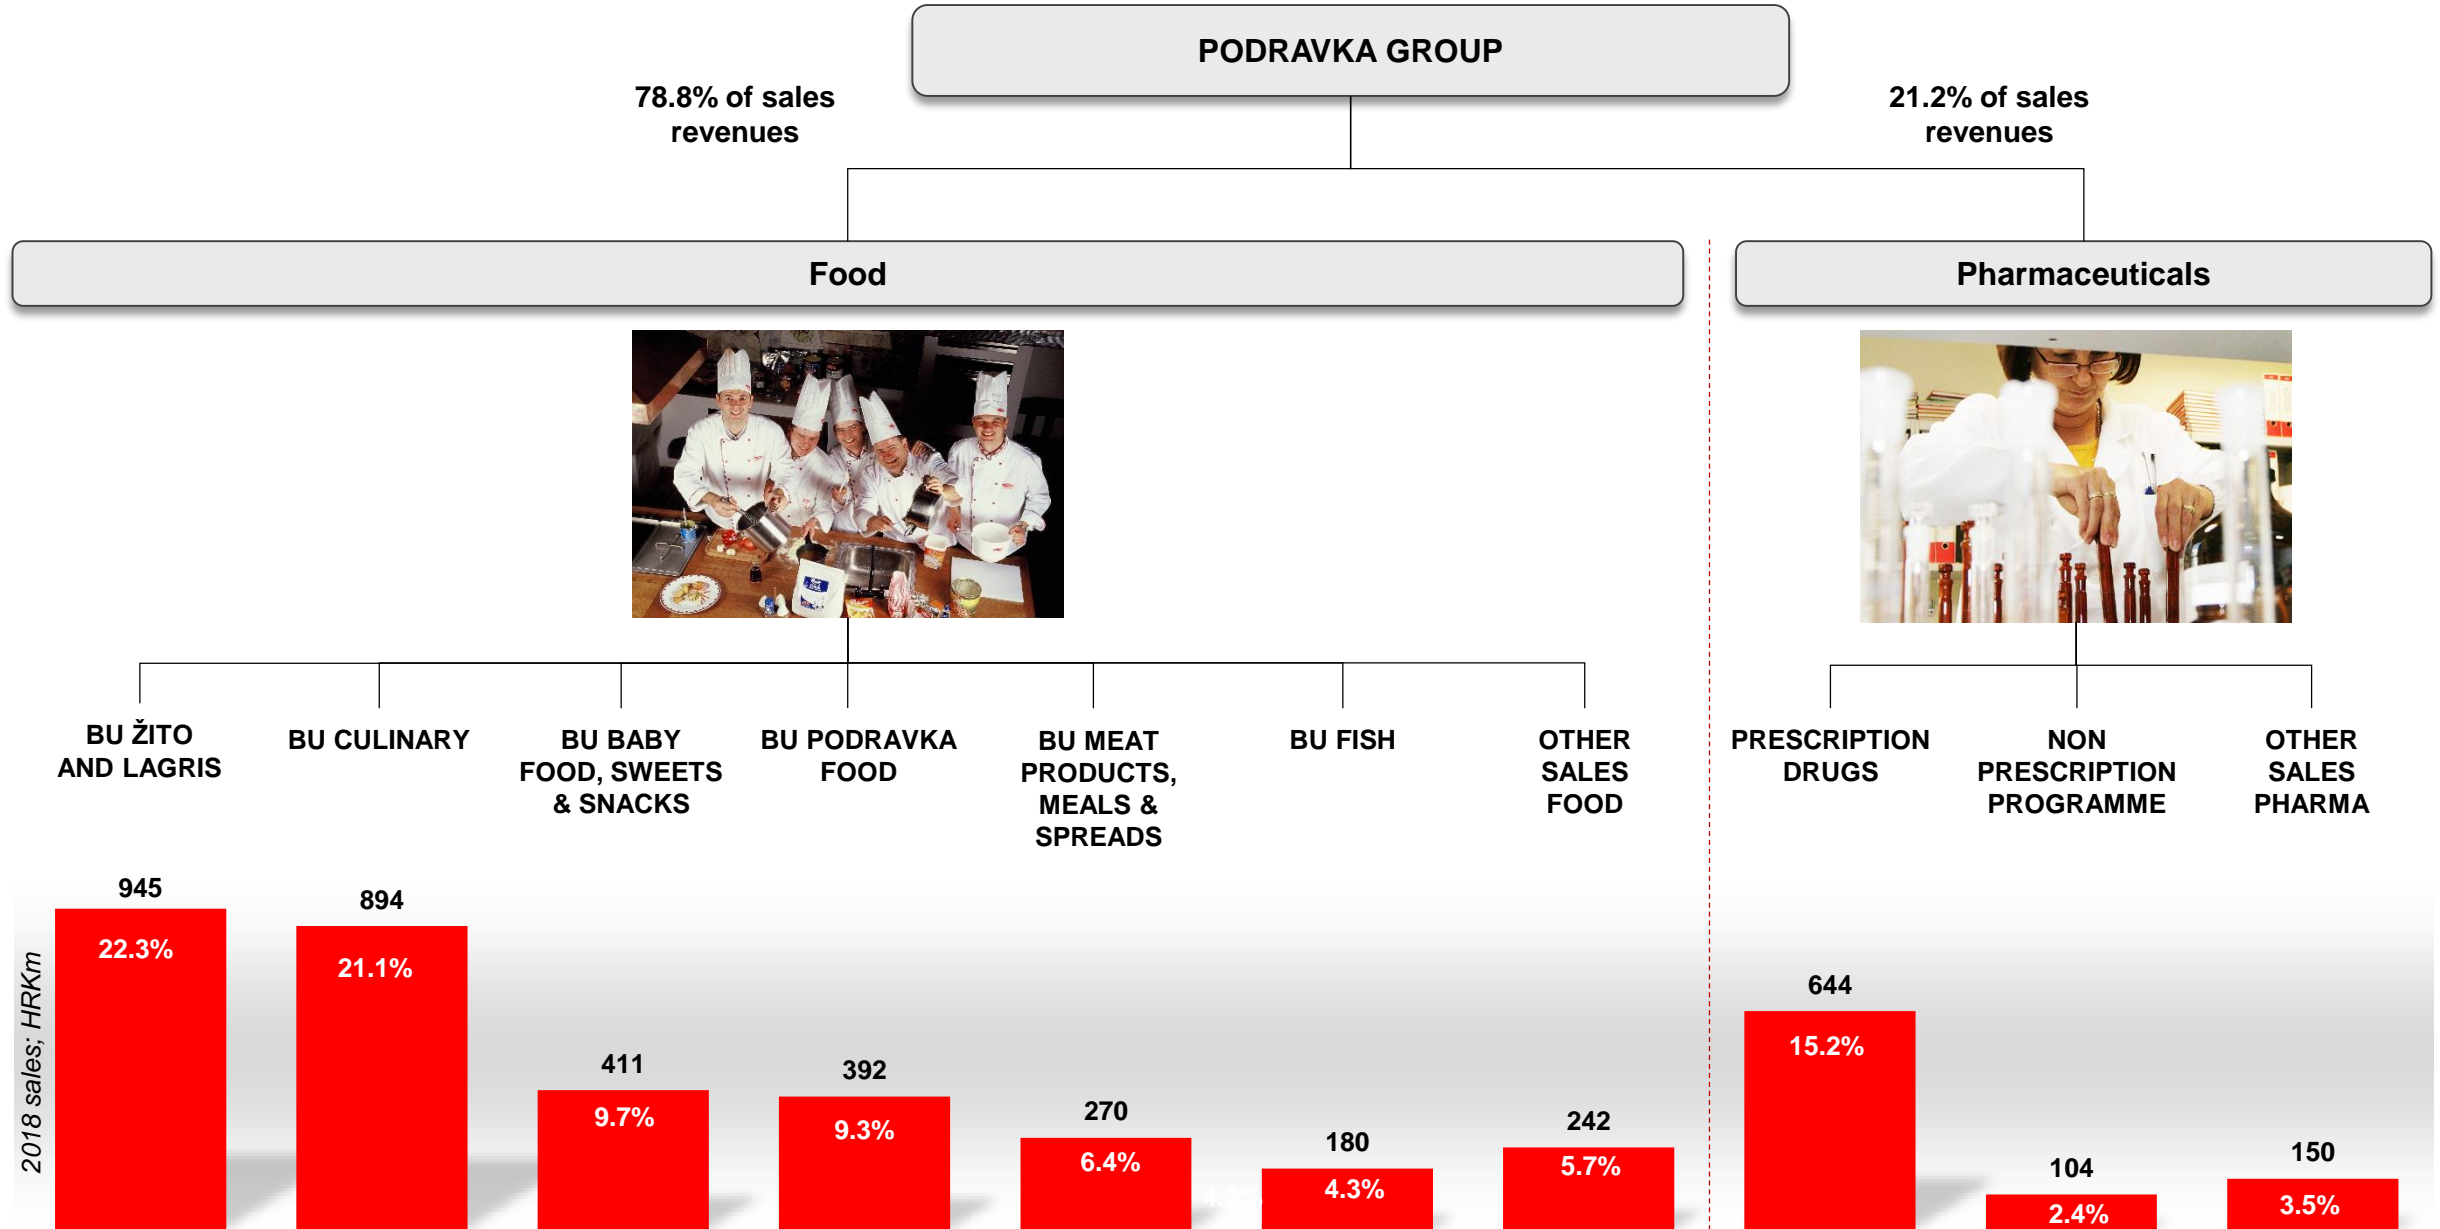 PODRAVKA GROUP
78.8% of sales
revenues
21.2% of sales
revenues
Food
Pharmaceuticals
BU ŽITO
AND LAGRIS
BU CULINARY
BU BABY
FOOD, SWEETS
& SNACKS
BU PODRAVKA
FOOD
BU MEAT
PRODUCTS,
MEALS &
SPREADS
BU FISH
OTHER
SALES
FOOD
PRESCRIPTION
DRUGS
NON
PRESCRIPTION
PROGRAMME
OTHER
SALES
PHARMA
2018 sales; HRKm
945
22.3%
894
21.1%
411
9.7%
392
9.3%
270
6.4%
4.2%
180
4.3%
242
5.7%
644
15.2%
104
2.4%
150
3.5%